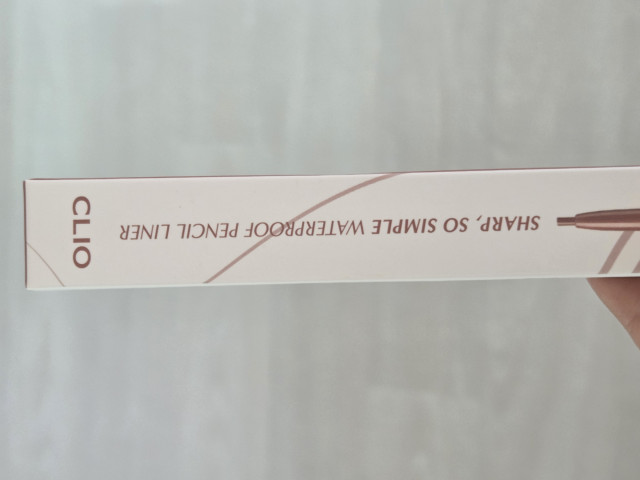 SHARP, SO SIMPLE WATERPROOF PENCIL LINER
CLIO